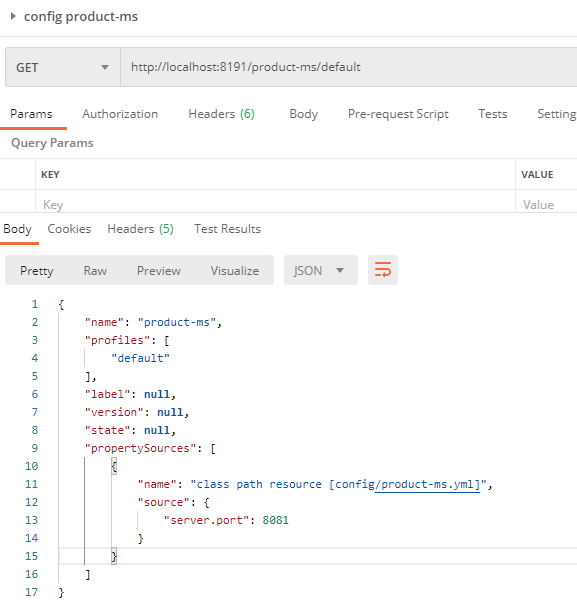 config product-ms
GET http://localhost:8191/product-ms/default
Params Authorization Headers (6) Body Pre-request Script Tests Setting
Query Params
KEY VALUE
Key Value
Body Cookies Headers (5) Test Results
Pretty Raw Preview Visualize JSON
1 {
2 "name": "product-ms",
3 "profiles": [
4 "default"
5 ],
6 "label": null,
7 "version": null,
8 "state": null,
9 "propertySources": [
10 {
11 "name": "class path resource [config/product-ms.yml]",
12 "source": {
13 "server.port": 8081
14 }
15 }
16 ]
17 }